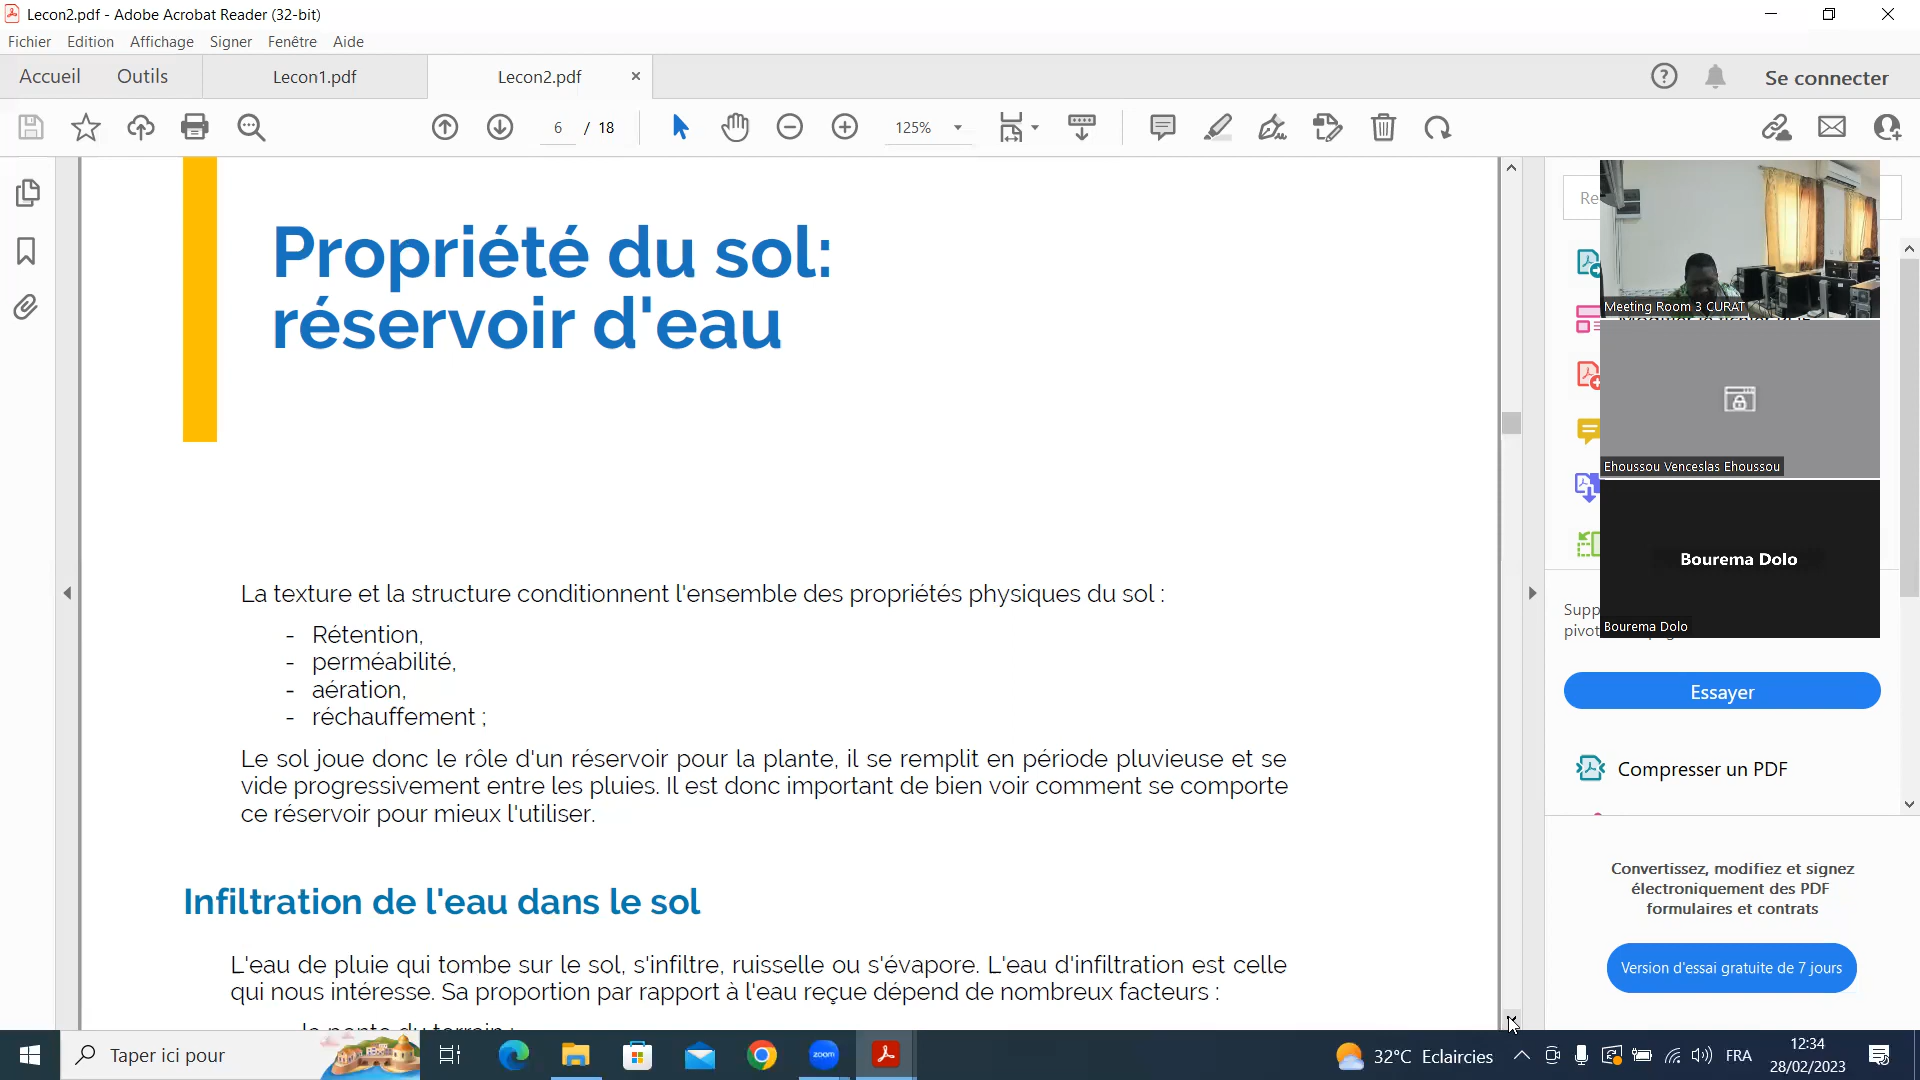 Lecon2.pdf - Adobe Acrobat Reader (32-bit)
Fichier Edition Affichage Signer Fenêtre Aide
Accueil Outils Lecon1.pdf Lecon2.pdf
Se connecter
6 / 18 125%
Propriété du sol:
réservoir d'eau
La texture et la structure conditionnent l'ensemble des propriétés physiques du sol :
- Rétention,
- perméabilité,
- aération,
- réchauffement ;
Le sol joue donc le rôle d'un réservoir pour la plante, il se remplit en période pluvieuse et se
vide progressivement entre les pluies. Il est donc important de bien voir comment se comporte
ce réservoir pour mieux l'utiliser.
Infiltration de l'eau dans le sol
L'eau de pluie qui tombe sur le sol, s'infiltre, ruisselle ou s'évapore. L'eau d'infiltration est celle
qui nous intéresse. Sa proportion par rapport à l'eau reçue dépend de nombreux facteurs :
la pente du terrain ;
Re
Meeting Room 3 CURAT
Ehoussou Venceslas Ehoussou
Bourema Dolo
Bourema Dolo
Supp
pivot
Essayer
Compresser un PDF
Convertissez, modifiez et signez
électroniquement des PDF
formulaires et contrats
Version d'essai gratuite de 7 jours
Taper ici pour
zoom
32°C Eclaircies
FRA
12:34
28/02/2023